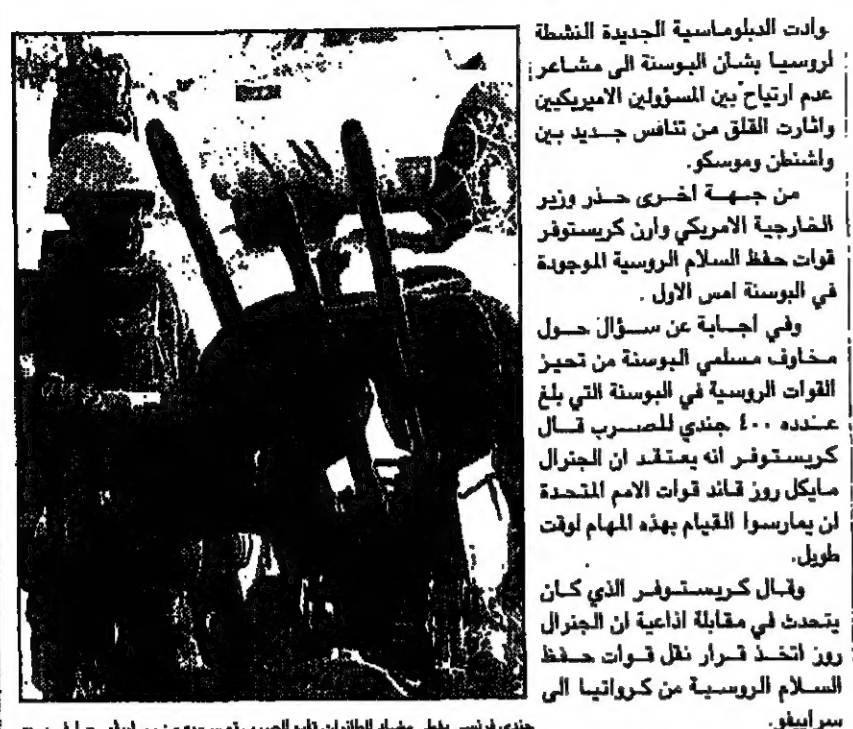 وادت الدبلوماسية الجديدة النشطة
لروسيا بشأن البوسنة الى مشاعر
عدم ارتياح بين المسؤولين الاميريكيين
واثارت القلق من تنافس جديد بين
واشنطن وموسكو.
من جهة اخرى حذر وزير
الخارجية الامريكي وارن كريستوفر
قوات حفظ السلام الروسية الموجودة
في البوسنة امس الاول .
وفي اجابة عن سؤال حول
مخاوف مسلمي البوسنة من تحيز
القوات الروسية في البوسنة التي بلغ
عدده ٤٠٠ جندي للصرب قال
كريستوفر انه يعتقد ان الجنرال
مايكل روز قائد قوات الامم المتحدة
لن يمارسوا القيام بهذه المهام لوقت
طويل.
وقال كريستوفر الذي كان
يتحدث في مقابلة اذاعية ان الجنرال
روز اتخذ قرار نقل قوات حفظ
السلام الروسية من كرواتيا الى
سراييفو.
جندي فرنسي